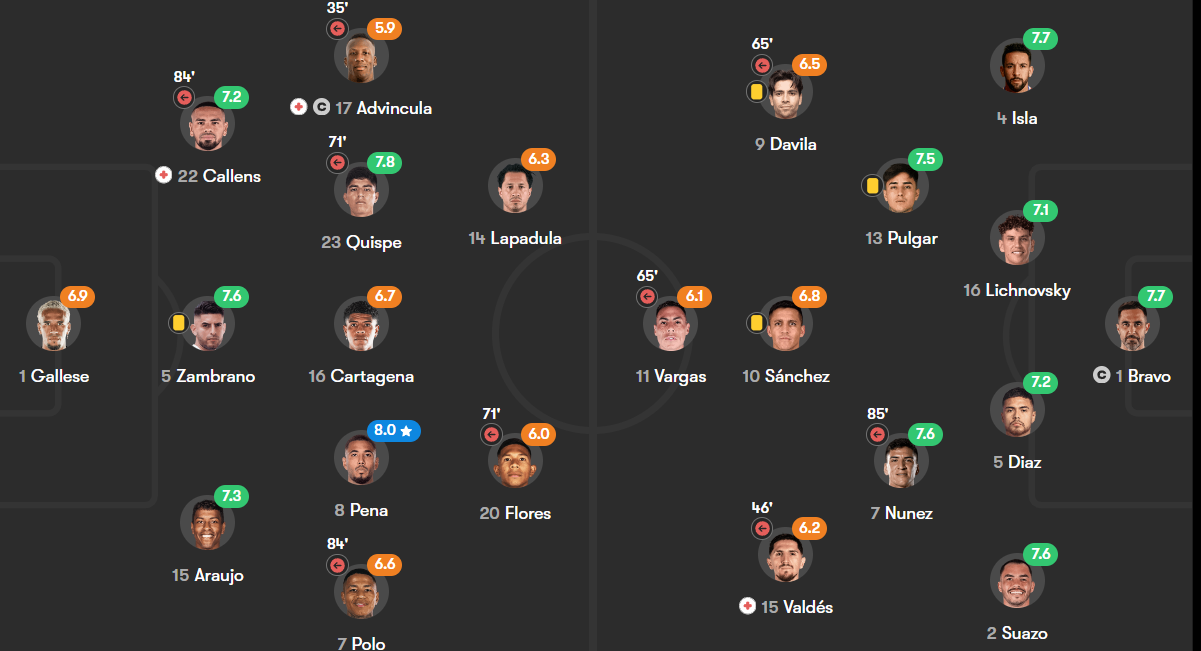 35'
5.9
C 17 Advincula
84'
7.2
22 Callens
71'
7.8
23 Quispe
6.3
14 Lapadula
6.9
1 Gallese
7.6
5 Zambrano
6.7
16 Cartagena
8.0
8 Pena
71'
6.0
20 Flores
7.3
15 Araujo
84'
6.6
7 Polo
65'
6.5
9 Davila
7.7
4 Isla
7.5
13 Pulgar
7.1
16 Lichnovsky
65'
6.1
11 Vargas
6.8
10 Sánchez
7.7
C 1 Bravo
7.2
5 Diaz
85'
7.6
7 Nunez
46'
6.2
15 Valdés
7.6
2 Suazo